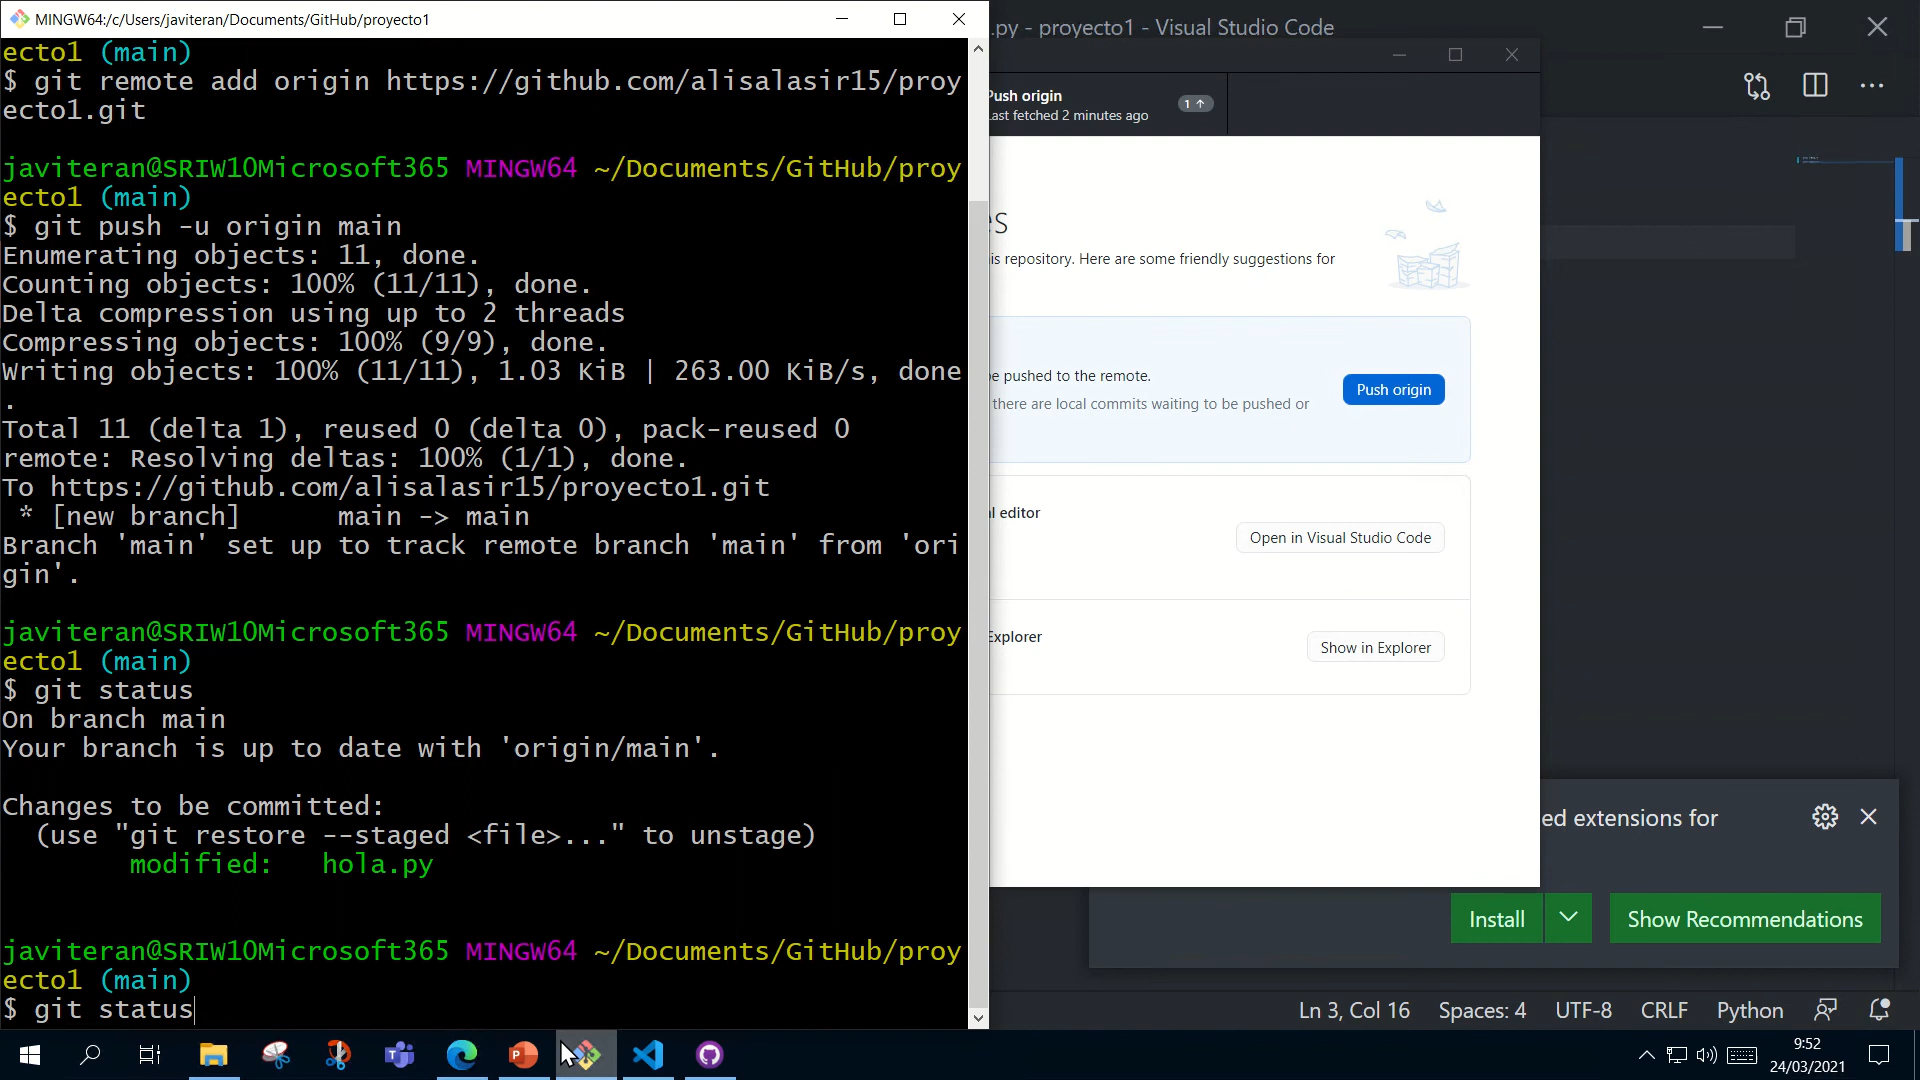 MINGW64:/c/Users/javiteran/Documents/GitHub/proyecto1
ecto1 (main)
$ git remote add origin https://github.com/alisalasir15/proy
ecto1.git
javiteran@SRIW10Microsoft365 MINGW64 ~/Documents/GitHub/proy
ecto1 (main)
$ git push -u origin main
Enumerating objects: 11, done.
Counting objects: 100% (11/11), done.
Delta compression using up to 2 threads
Compressing objects: 100% (9/9), done.
Writing objects: 100% (11/11), 1.03 KiB | 263.00 KiB/s, done
.
Total 11 (delta 1), reused 0 (delta 0), pack-reused 0
remote: Resolving deltas: 100% (1/1), done.
To https://github.com/alisalasir15/proyecto1.git
* [new branch]      main -> main
Branch 'main' set up to track remote branch 'main' from 'ori
gin'.
javiteran@SRIW10Microsoft365 MINGW64 ~/Documents/GitHub/proy
ecto1 (main)
$ git status
On branch main
Your branch is up to date with 'origin/main'.
Changes to be committed:
(use "git restore --staged <file>..." to unstage)
modified:   hola.py
javiteran@SRIW10Microsoft365 MINGW64 ~/Documents/GitHub/proy
ecto1 (main)
$ git status
.py - proyecto1 - Visual Studio Code
Push origin
Last fetched 2 minutes ago
1
es
is repository. Here are some friendly suggestions for
be pushed to the remote.
there are local commits waiting to be pushed or
Push origin
al editor
Open in Visual Studio Code
Explorer
Show in Explorer
ed extensions for
Install
Show Recommendations
Ln 3, Col 16
Spaces: 4
UTF-8
CRLF
Python
9:52
24/03/2021